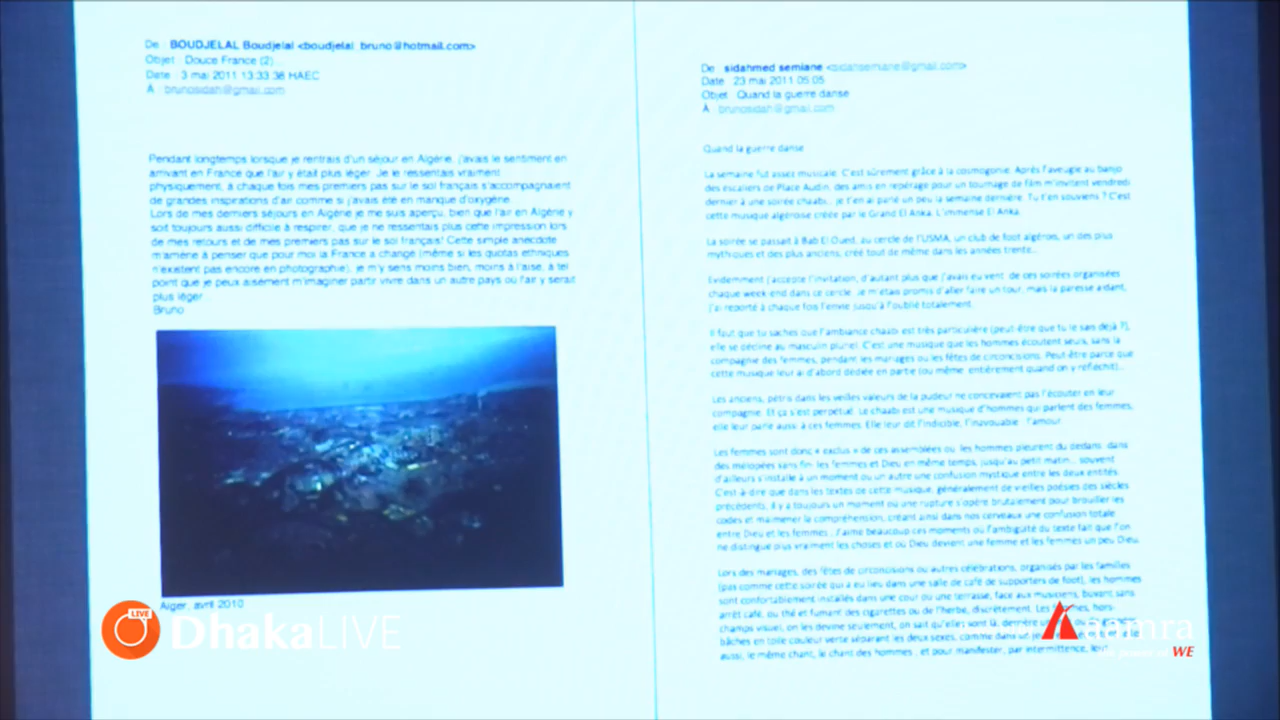 De : BOUDJELAL Boudjelal <boudjelal_bruno@hotmail.com>
Objet : Douce France (2)...
Date : 3 mai 2011 13:33:38 HAEC
À : brunosidah@gmail.com
Pendant longtemps lorsque je rentrais d'un séjour en Algérie, j'avais le sentiment en
arrivant en France que l'air y était plus léger. Je le ressentais vraiment
physiquement, à chaque fois mes premiers pas sur le sol français s'accompagnaient
de grandes inspirations d'air comme si j'avais été en manque d'oxygène.
Lors de mes derniers séjours en Algérie je me suis aperçu, bien que l'air en Algérie y
soit toujours aussi difficile à respirer, que je ne ressentais plus cette impression lors
de mes retours et de mes premiers pas sur le sol français! Cette simple anecdote
m'amène à penser que pour moi la France a changé (même si les quotas ethniques
n'existent pas encore en photographie), je m'y sens moins bien, moins à l'aise, à tel
point que je peux aisément m'imaginer partir vivre dans un autre pays où l'air y serait
plus léger...
Bruno
Alger, avril 2010
De : sidahmed semiane <sidahsemiane@gmail.com>
Date : 23 mai 2011 05:05
Objet : Quand la guerre danse
À : brunosidah@gmail.com
Quand la guerre danse
La semaine fut assez musicale. C'est sûrement grâce à la cosmogonie. Après l'aveugle au banjo
des escaliers de Place Audin, des amis en repérage pour un tournage de film m'invitent vendredi
dernier à une soirée chaabi... je t'en ai parlé un peu la semaine dernière. Tu t'en souviens ? C'est
cette musique algéroise créée par le Grand El Anka. L'immense El Anka.
La soirée se passait à Bab El Oued, au cercle de l'USMA, un club de foot algérois, un des plus
mythiques et des plus anciens, créé tout de même dans les années trente...
Evidemment j'accepte l'invitation, d'autant plus que j'avais eu vent de ces soirées organisées
chaque week end dans ce cercle. Je m'étais promis d'aller faire un tour, mais la paresse aidant,
j'ai reporté à chaque fois l'envie jusqu'à l'oublié totalement.
Il faut que tu saches que l'ambiance chaabi est très particulière (peut-être que tu le sais déjà ?),
elle se décline au masculin pluriel. C'est une musique que les hommes écoutent seuls, sans la
compagnie des femmes, pendant les mariages ou les fêtes de circoncisions. Peut-être parce que
cette musique leur ai d'abord dédiée en partie (ou même entièrement quand on y réfléchit)...
Les anciens, pétris dans les veilles valeurs de la pudeur ne concevaient pas l'écouter en leur
compagnie. Et ça s'est perpétué. Le chaabi est une musique d'hommes qui parlent des femmes,
elle leur parle aussi à ces femmes. Elle leur dit l'indicible, l'inavouable : l'amour.
Les femmes sont donc « exclus » de ces assemblées où les hommes pleurent du dedans, dans
des mélopées sans fin- les femmes et Dieu en même temps, jusqu'au petit matin... souvent
d'ailleurs s'installe à un moment ou un autre une confusion mystique entre les deux entités.
C'est-à-dire que dans les textes de cette musique, généralement de vieilles poésies des siècles
précédents, il y a toujours un moment où une rupture s'opère brutalement pour brouiller les
codes et malmener la compréhension, créant ainsi dans nos cerveaux une confusion totale
entre Dieu et les femmes... J'aime beaucoup ces moments où l'ambiguïté du texte fait que l'on
ne distingue plus vraiment les choses et où Dieu devient une femme et les femmes un peu Dieu.
Lors des mariages, des fêtes de circoncisions ou autres célébrations, organisés par les familles
(pas comme cette soirée qui a eu lieu dans une salle de café de supporters de foot), les hommes
sont confortablement installés dans une cour ou une terrasse, face aux musiciens, buvant sans
arrêt café, ou thé et fumant des cigarettes ou de l'herbe, discrètement. Les hors-
champs visuel, on les devine seulement, on sait qu'elles sont là, derrière
bâches en toile couleur verte séparant les deux sexes, comme dans un
aussi, le même chant, le chant des hommes , et pour manifester, par intermittence, leur
LIVE
DhakaLIVE
aamra
WE